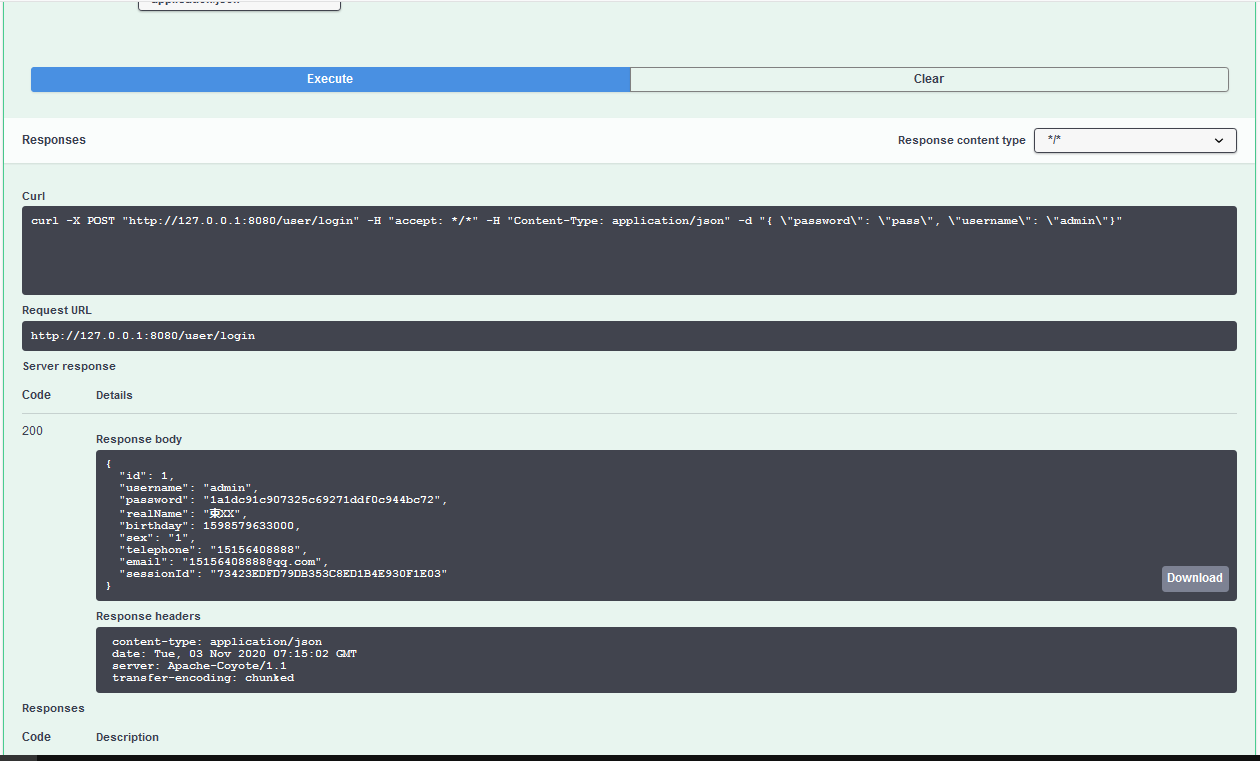 Execute
Clear
Responses
Response content type
*/*
Curl
curl -X POST "http://127.0.0.1:8080/user/login" -H "accept: */*" -H "Content-Type: application/json" -d "{ \"password\": \"pass\", \"username\": \"admin\"}"
Request URL
http://127.0.0.1:8080/user/login
Server response
Code Details
200
Response body
{
"id": 1,
"username": "admin",
"password": "1a1dc91c907325c69271ddf0c944bc72",
"realName": "東XX",
"birthday": 1598579633000,
"sex": "1",
"telephone": "15156408888",
"email": "15156408888@qq.com",
"sessionId": "73423EDFD79DB353C8ED1B4E930F1E03"
}
Download
Response headers
content-type: application/json
date: Tue, 03 Nov 2020 07:15:02 GMT
server: Apache-Coyote/1.1
transfer-encoding: chunked
Responses
Code Description